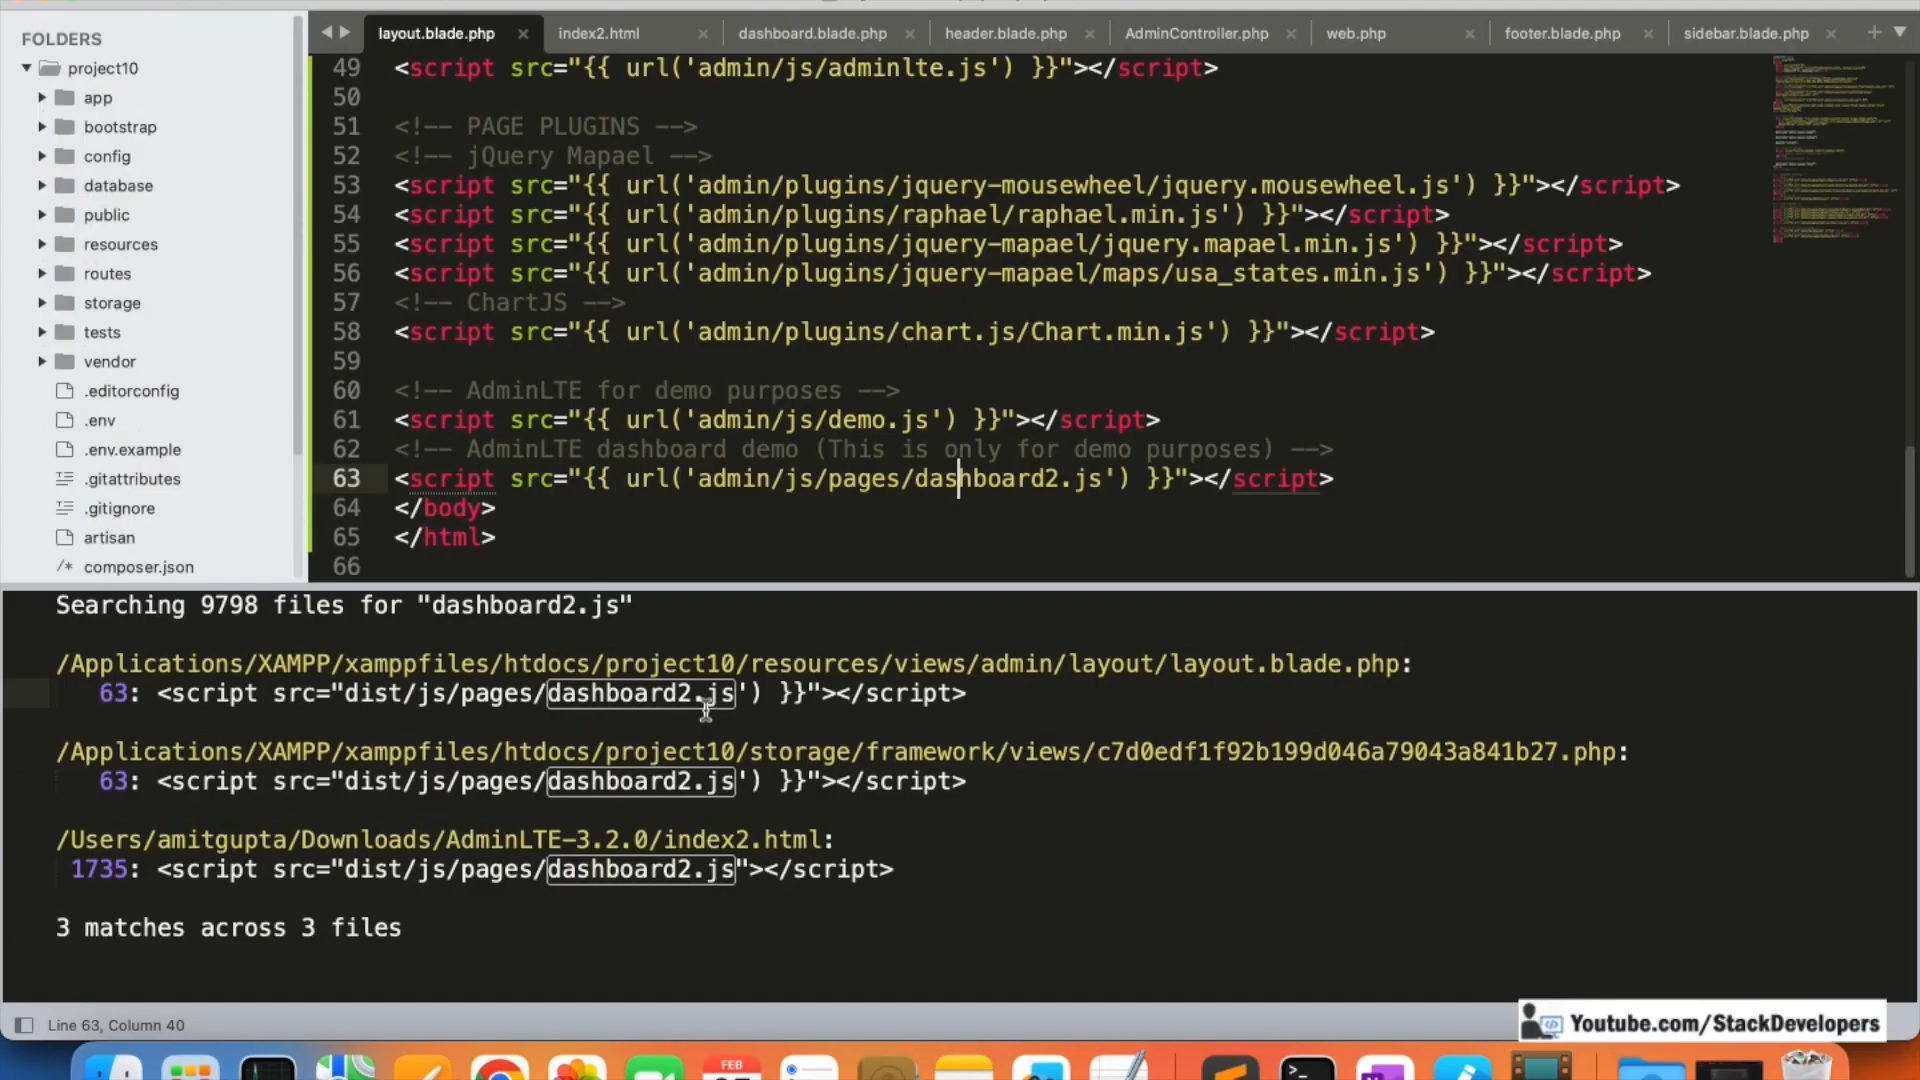 FOLDERS
project10
app
bootstrap
config
database
public
resources
routes
storage
tests
vendor
.editorconfig
.env
.env.example
.gitattributes
.gitignore
artisan
/* composer.json
layout.blade.php × index2.html × dashboard.blade.php × header.blade.php × AdminController.php × web.php × footer.blade.php × sidebar.blade.php × +
49 <script src="{{ url('admin/js/adminlte.js') }}"></script>
50
51 <!-- PAGE PLUGINS -->
52 <!-- jQuery Mapael -->
53 <script src="{{ url('admin/plugins/jquery-mousewheel/jquery.mousewheel.js') }}"></script>
54 <script src="{{ url('admin/plugins/raphael/raphael.min.js') }}"></script>
55 <script src="{{ url('admin/plugins/jquery-mapael/jquery.mapael.min.js') }}"></script>
56 <script src="{{ url('admin/plugins/jquery-mapael/maps/usa_states.min.js') }}"></script>
57 <!-- ChartJS -->
58 <script src="{{ url('admin/plugins/chart.js/Chart.min.js') }}"></script>
59
60 <!-- AdminLTE for demo purposes -->
61 <script src="{{ url('admin/js/demo.js') }}"></script>
62 <!-- AdminLTE dashboard demo (This is only for demo purposes) -->
63 <script src="{{ url('admin/js/pages/dashboard2.js') }}"></script>
64 </body>
65 </html>
66
Searching 9798 files for "dashboard2.js"
/Applications/XAMPP/xamppfiles/htdocs/project10/resources/views/admin/layout/layout.blade.php:
63: <script src="dist/js/pages/dashboard2.js') }}"></script>
/Applications/XAMPP/xamppfiles/htdocs/project10/storage/framework/views/c7d0edf1f92b199d046a79043a841b27.php:
63: <script src="dist/js/pages/dashboard2.js') }}"></script>
/Users/amitgupta/Downloads/AdminLTE-3.2.0/index2.html:
1735: <script src="dist/js/pages/dashboard2.js"></script>
3 matches across 3 files
Line 63, Column 40
Youtube.com/StackDevelopers
FEB